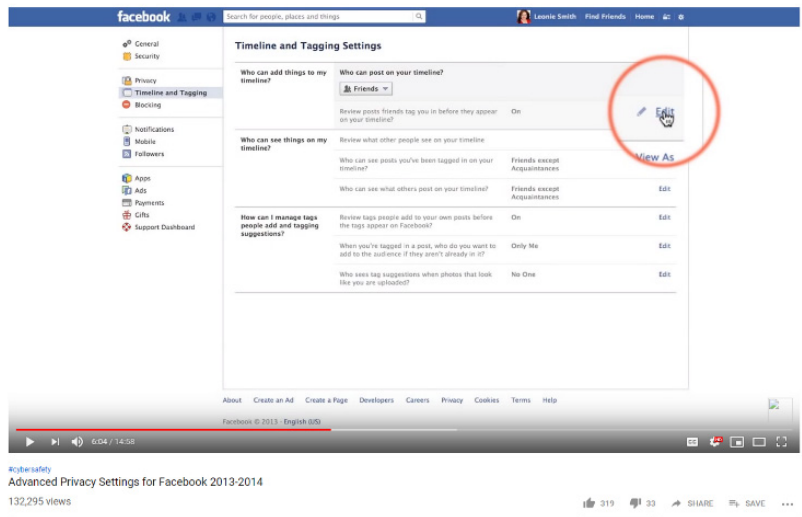 facebook
Search for people, places and things
Leonie Smith Find Friends Home
General
Security
Privacy
Timeline and Tagging
Blocking
Notifications
Mobile
Followers
Apps
Ads
Payments
Gifts
Support Dashboard
Timeline and Tagging Settings
Who can add things to my
timeline?
Who can post on your timeline?
Friends
Review posts friends tag you in before they appear
on your timeline?
On
Edit
Who can see things on my
timeline?
Review what other people see on your timeline
View As
Who can see posts you've been tagged in on your
timeline?
Friends except
Acquaintances
Who can see what others post on your timeline?
Friends except
Acquaintances
Edit
How can I manage tags
people add and tagging
suggestions?
Review tags people add to your own posts before
the tags appear on Facebook?
On
Edit
When you're tagged in a post, who do you want to
add to the audience if they aren't already in it?
Only Me
Edit
Who sees tag suggestions when photos that look
like you are uploaded?
No One
Edit
About Create an Ad Create a Page Developers Careers Privacy Cookies Terms Help
Facebook © 2013 · English (US)
6:04 / 14:58
#cybersafety
Advanced Privacy Settings for Facebook 2013-2014
132,295 views
319 33 SHARE SAVE